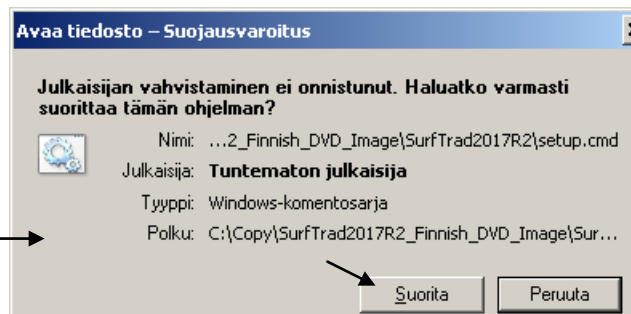 Avaa tiedosto – Suojausvaroitus
Julkaisijan vahvistaminen ei onnistunut. Haluatko varmasti
suorittaa tämän ohjelman?
Nimi: ...2_Finnish_DVD_Image\SurfTrad2017R2\setup.cmd
Julkaisija: Tuntematon julkaisija
Tyyppi: Windows-komentosarja
Polku: C:\Copy\SurfTrad2017R2_Finnish_DVD_Image\Sur...
Suorita Peruuta